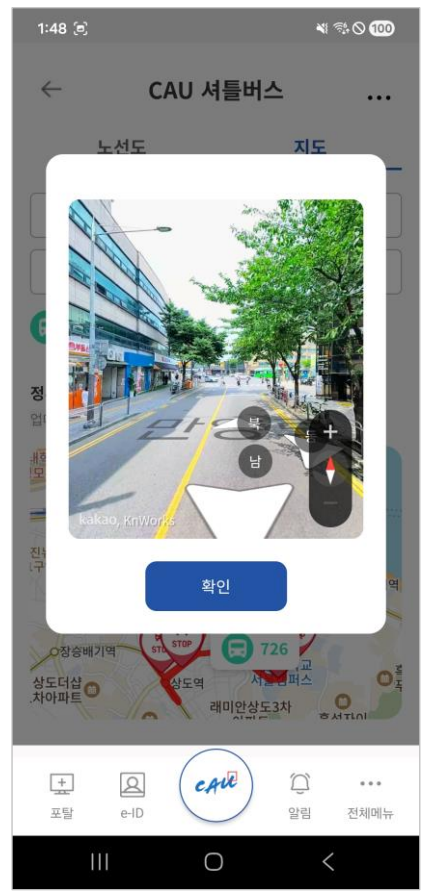 1:48
100
CAU 셔틀버스
노선도
지도
북
남
kakao, KnWorks
확인
장승배기역
STOP
726
상도더샵
차아파트
상도역
래미안상도3차
CAU
포탈
e-ID
알림
전체메뉴